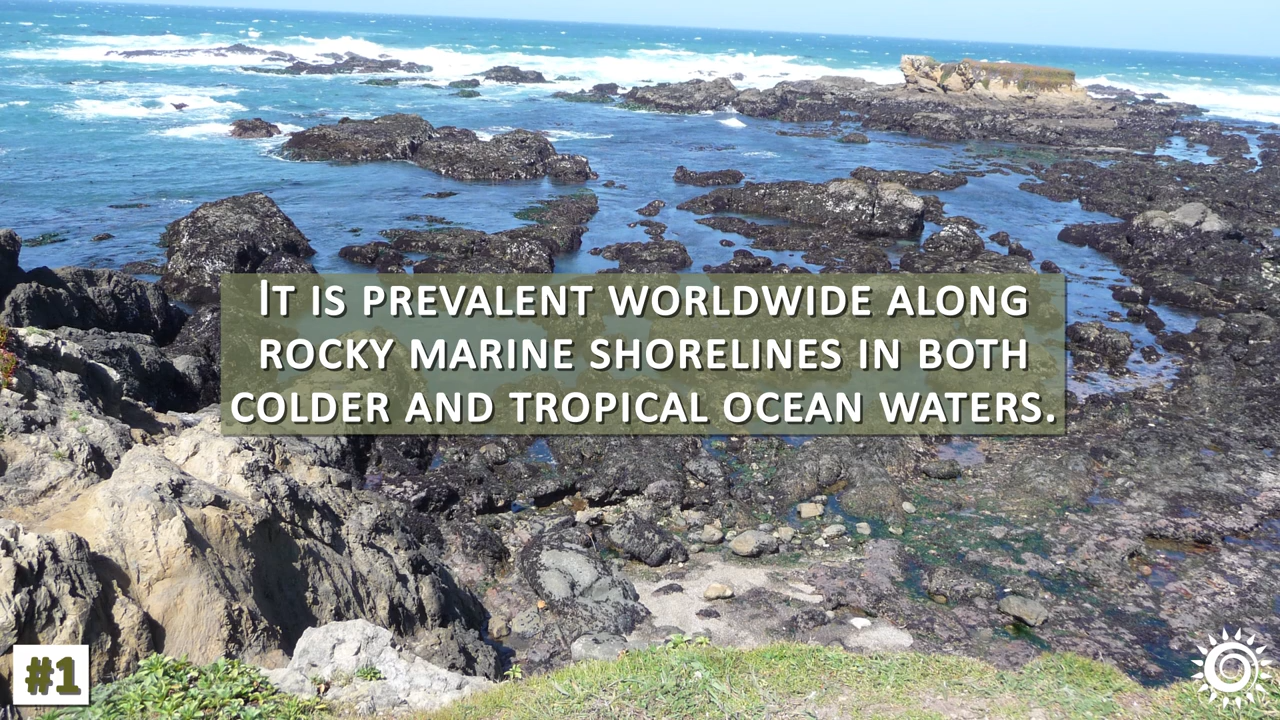 It is prevalent worldwide along
rocky marine shorelines in both
colder and tropical ocean waters.
#1